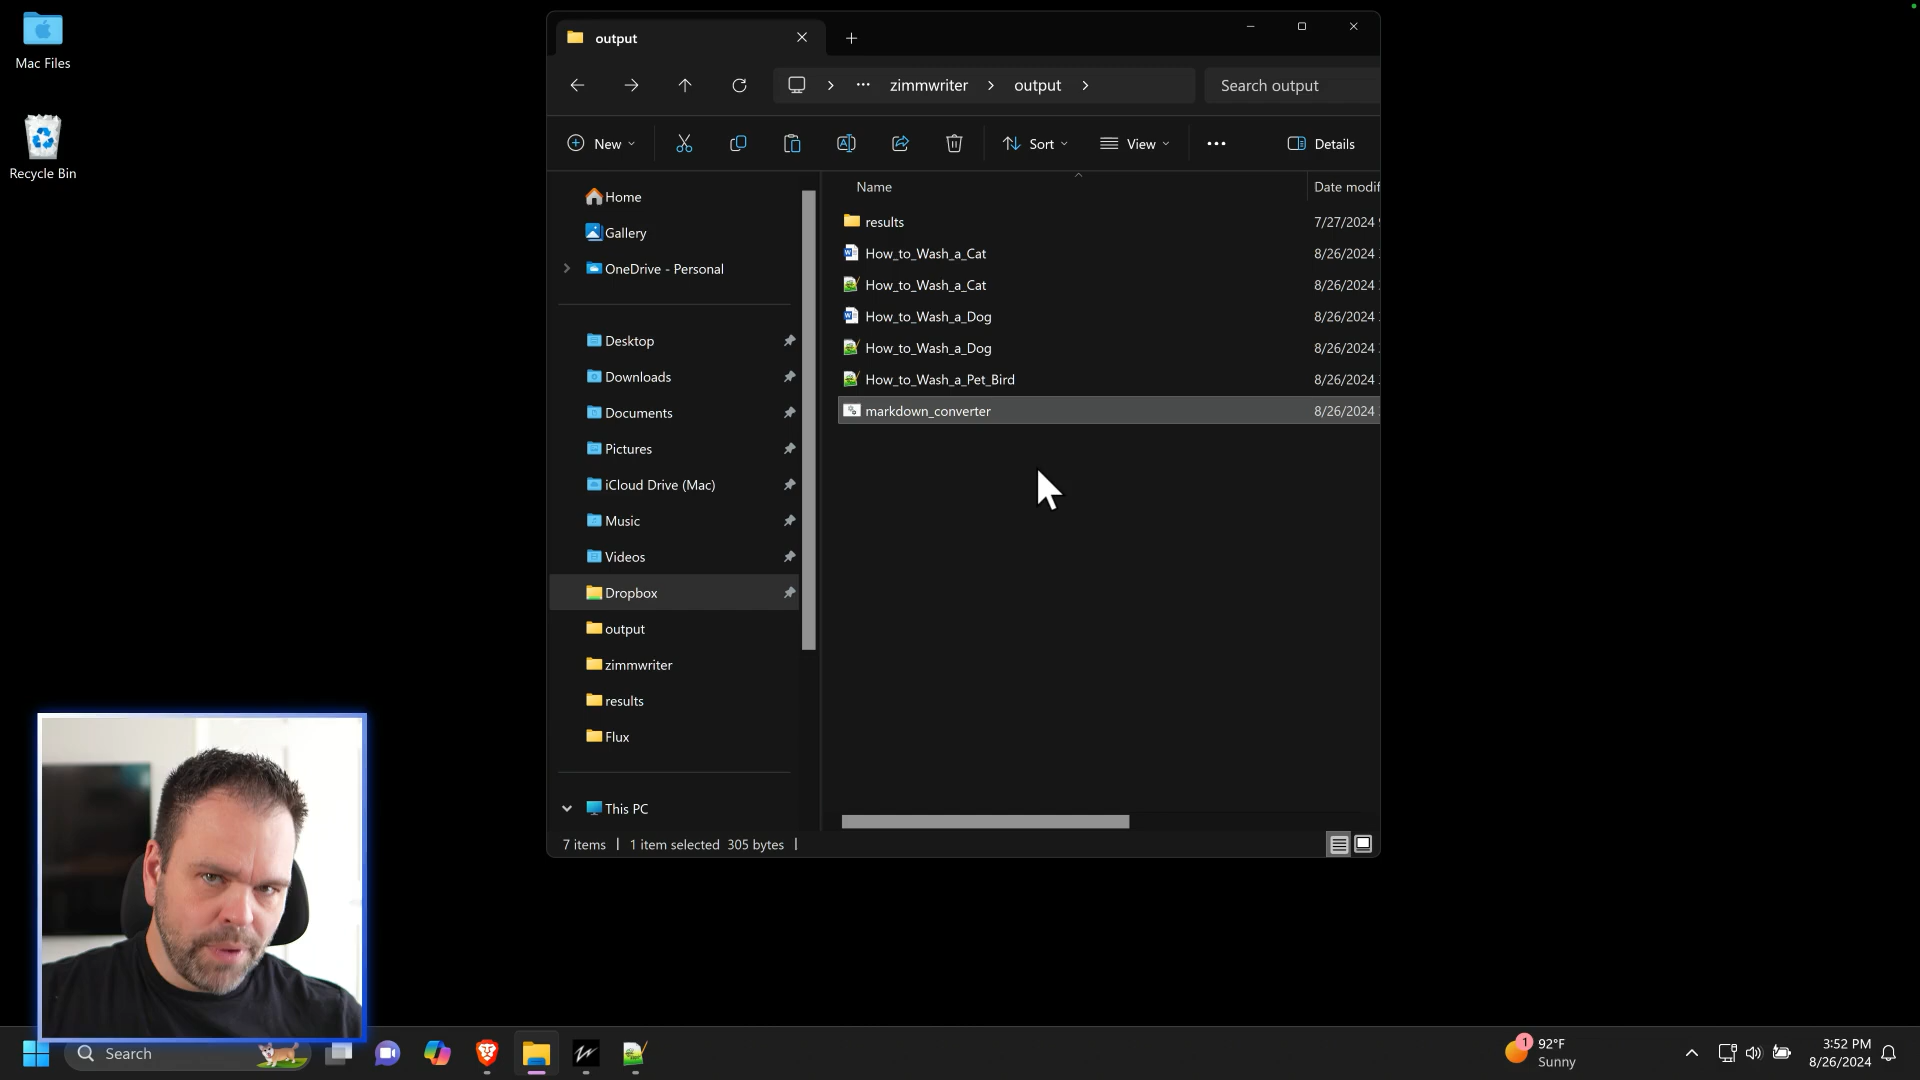 Mac Files
Recycle Bin
output
zimmwriter
output
Search output
New
Sort
View
Details
Name
Date modif
results
7/27/2024
How_to_Wash_a_Cat
8/26/2024
How_to_Wash_a_Cat
8/26/2024
How_to_Wash_a_Dog
8/26/2024
How_to_Wash_a_Dog
8/26/2024
How_to_Wash_a_Pet_Bird
8/26/2024
markdown_converter
8/26/2024
Home
Gallery
OneDrive - Personal
Desktop
Downloads
Documents
Pictures
iCloud Drive (Mac)
Music
Videos
Dropbox
output
zimmwriter
results
Flux
This PC
7 items
1 item selected 305 bytes
Search
1
92°F
Sunny
3:52 PM
8/26/2024